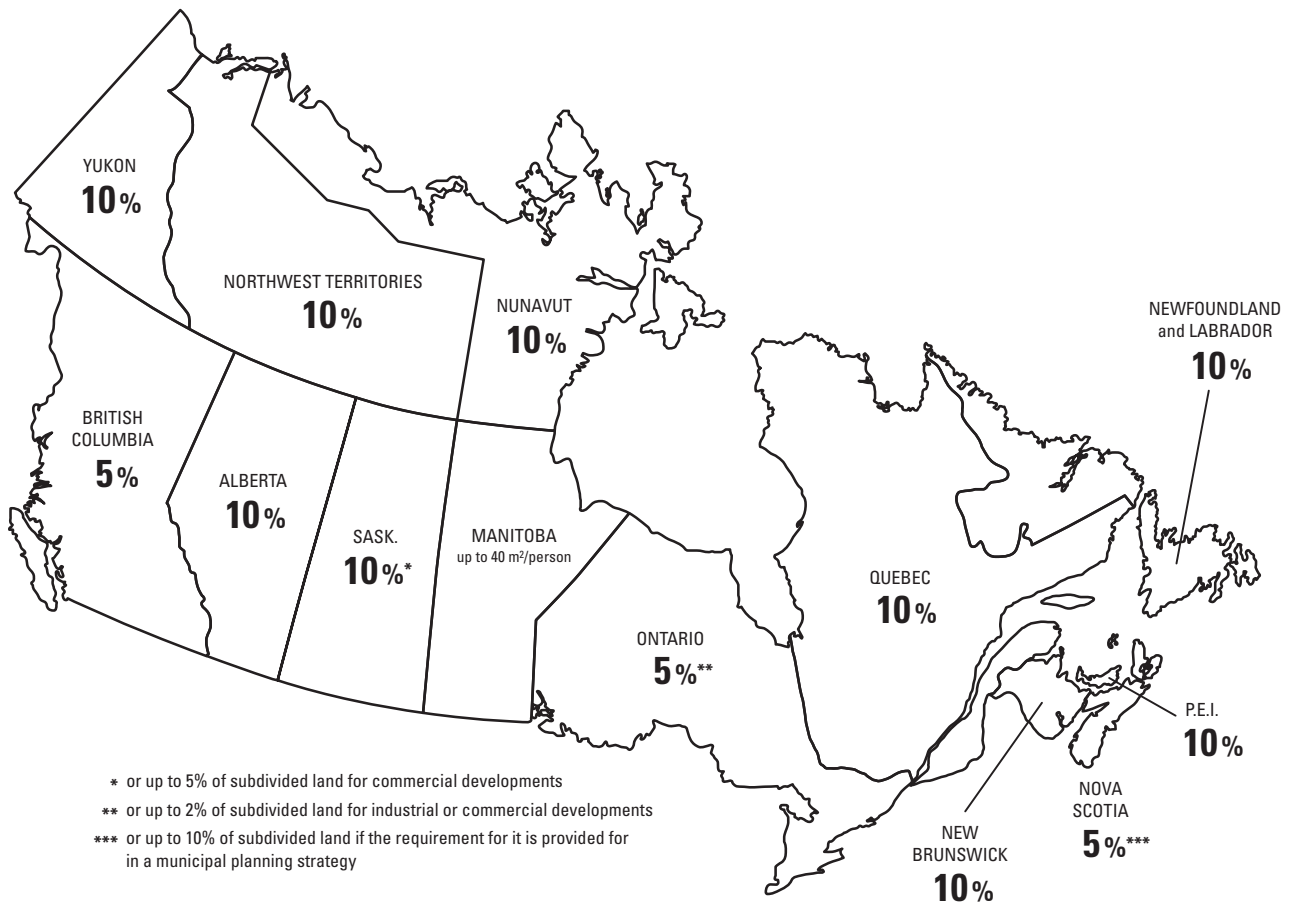 YUKON
10%
NORTHWEST TERRITORIES
10%
NUNAVUT
10%
NEWFOUNDLAND
and LABRADOR
10%
BRITISH
COLUMBIA
5%
ALBERTA
10%
SASK.
10%*
MANITOBA
up to 40 m²/person
ONTARIO
5%**
QUEBEC
10%
P.E.I.
10%
NOVA
SCOTIA
5%***
NEW
BRUNSWICK
10%
* or up to 5% of subdivided land for commercial developments
** or up to 2% of subdivided land for industrial or commercial developments
*** or up to 10% of subdivided land if the requirement for it is provided for
in a municipal planning strategy